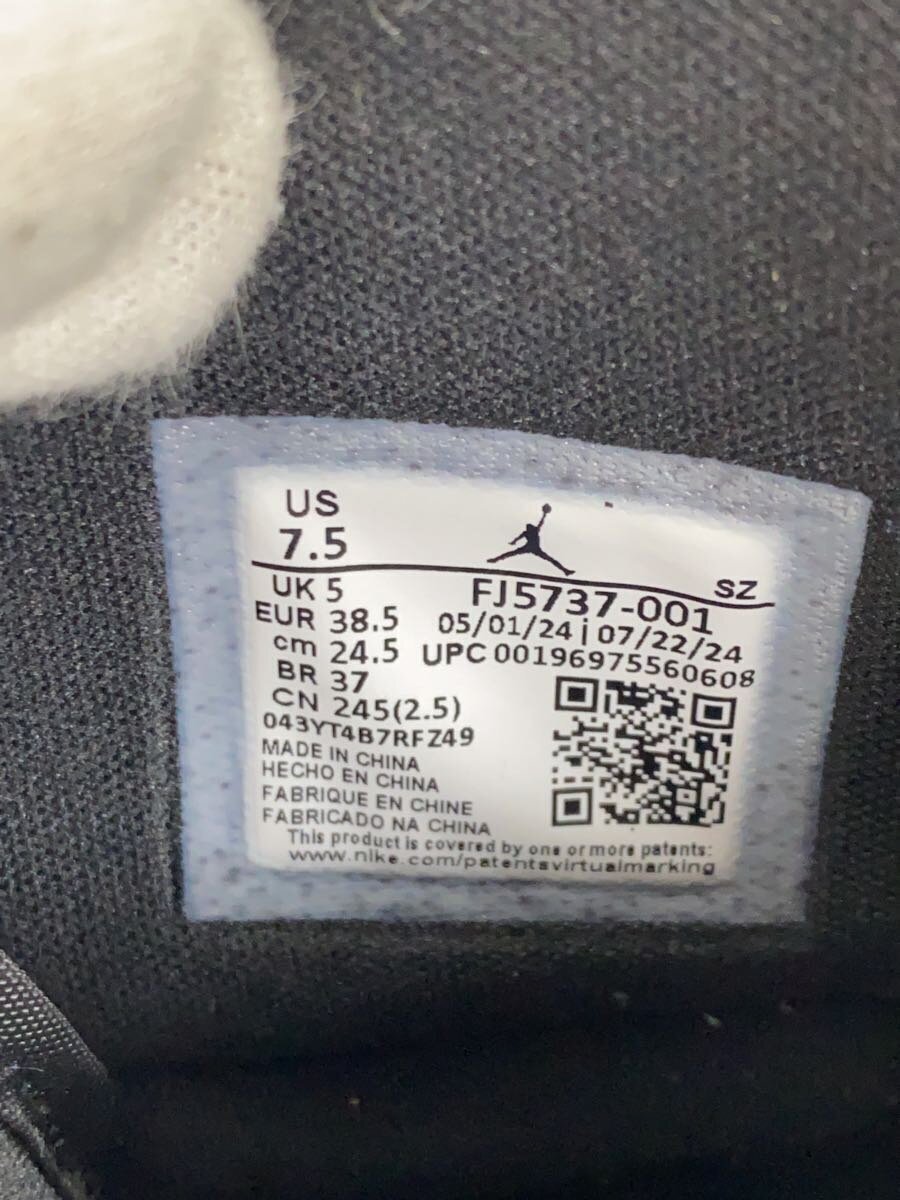 US
7.5
SZ
UK 5
FJ5737-001
EUR 38.5
05/01/24 | 07/22/24
cm 24.5
UPC 00196975560608
BR 37
CN 245(2.5)
043YT4B7RFZ49
MADE IN CHINA
HECHO EN CHINA
FABRIQUE EN CHINE
FABRICADO NA CHINA
This product is covered by one or more patents:
www.nike.com/patentsvirtualmarking